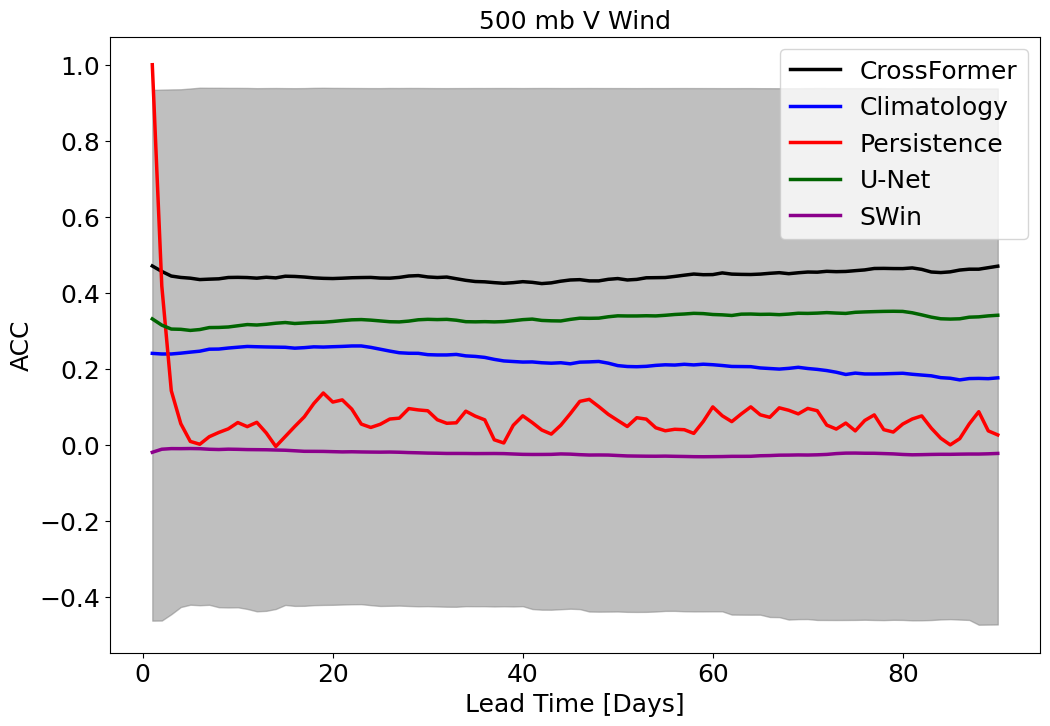 500 mb V Wind
CrossFormer
Climatology
Persistence
U-Net
SWin
ACC
1.0
0.8
0.6
0.4
0.2
0.0
−0.2
−0.4
0 20 40 60 80
Lead Time [Days]